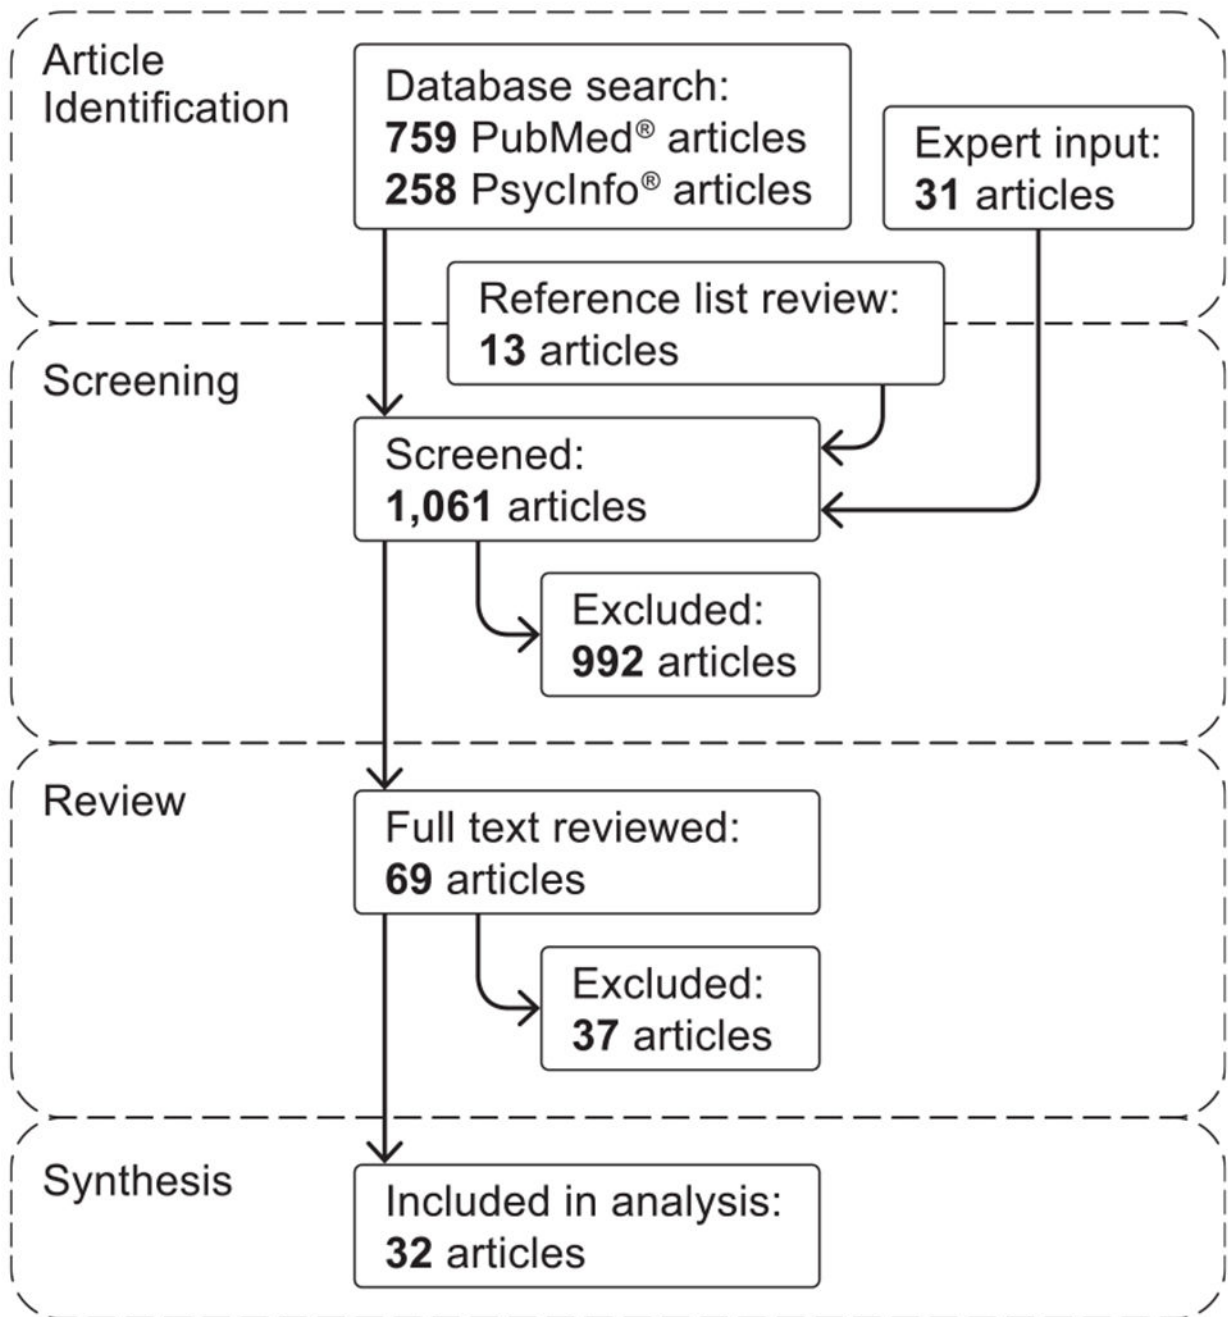 Article
Identification
Database search:
759 PubMed® articles
258 PsycInfo® articles
Expert input:
31 articles
Reference list review:
13 articles
Screening
Screened:
1,061 articles
Excluded:
992 articles
Review
Full text reviewed:
69 articles
Excluded:
37 articles
Synthesis
Included in analysis:
32 articles